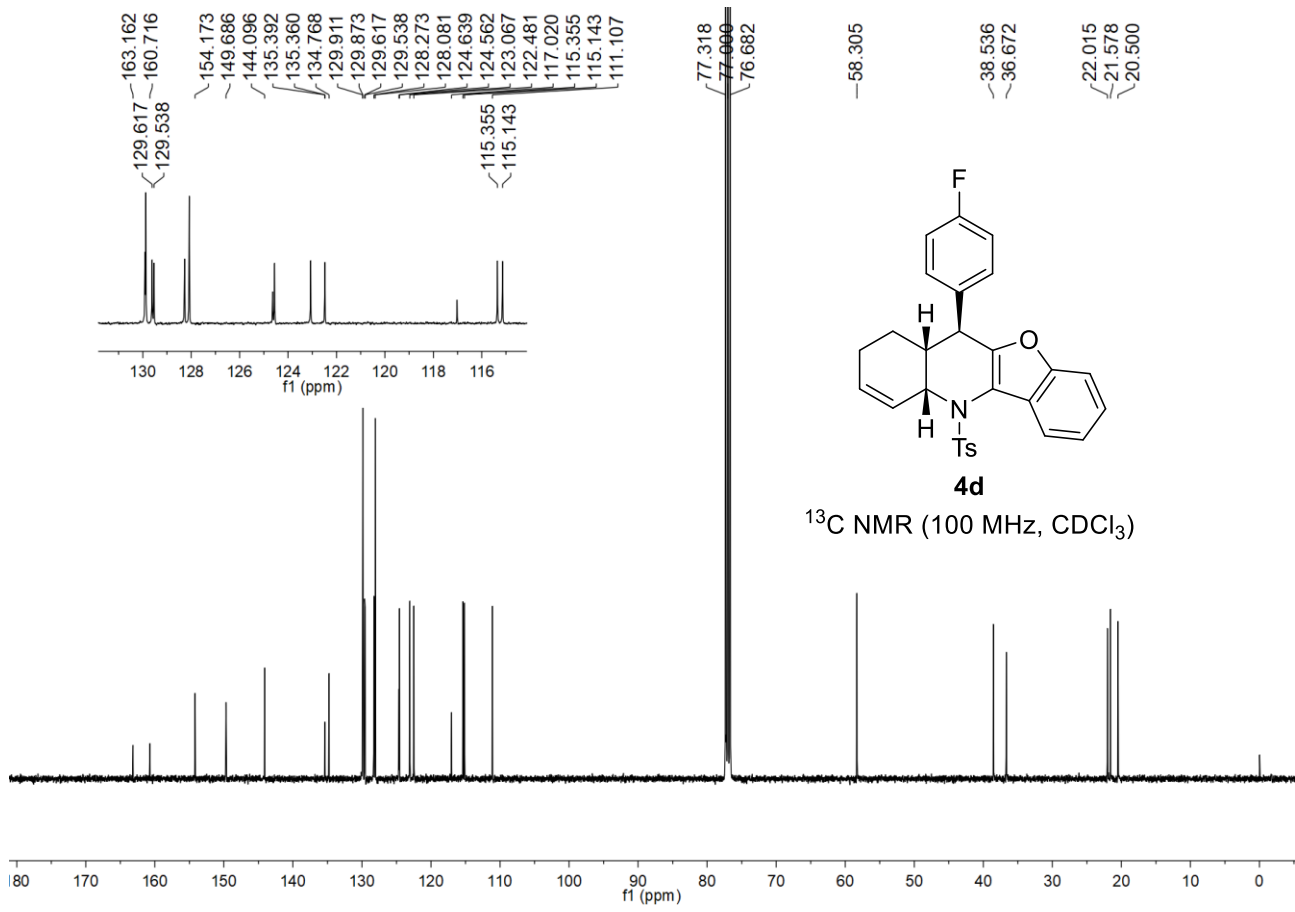 163.162
160.716
154.173
149.686
144.096
135.392
135.360
134.768
129.911
129.873
129.617
129.538
128.273
128.081
124.639
124.562
123.067
122.481
117.020
115.355
115.143
111.107
77.318
77.000
76.682
58.305
38.536
36.672
22.015
21.578
20.500
129.617
129.538
115.355
115.143
130 128 126 124 122 120 118 116
f1 (ppm)
F
H
O
N
H
Ts
4d
13C NMR (100 MHz, CDCl3)
180 170 160 150 140 130 120 110 100 90 80 70 60 50 40 30 20 10 0
f1 (ppm)